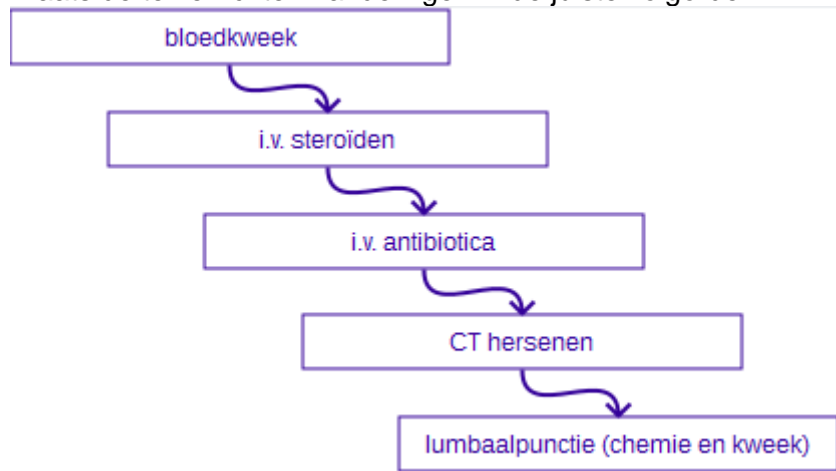 bloedkweek
i.v. steroïden
i.v. antibiotica
CT hersenen
lumbaalpunctie (chemie en kweek)